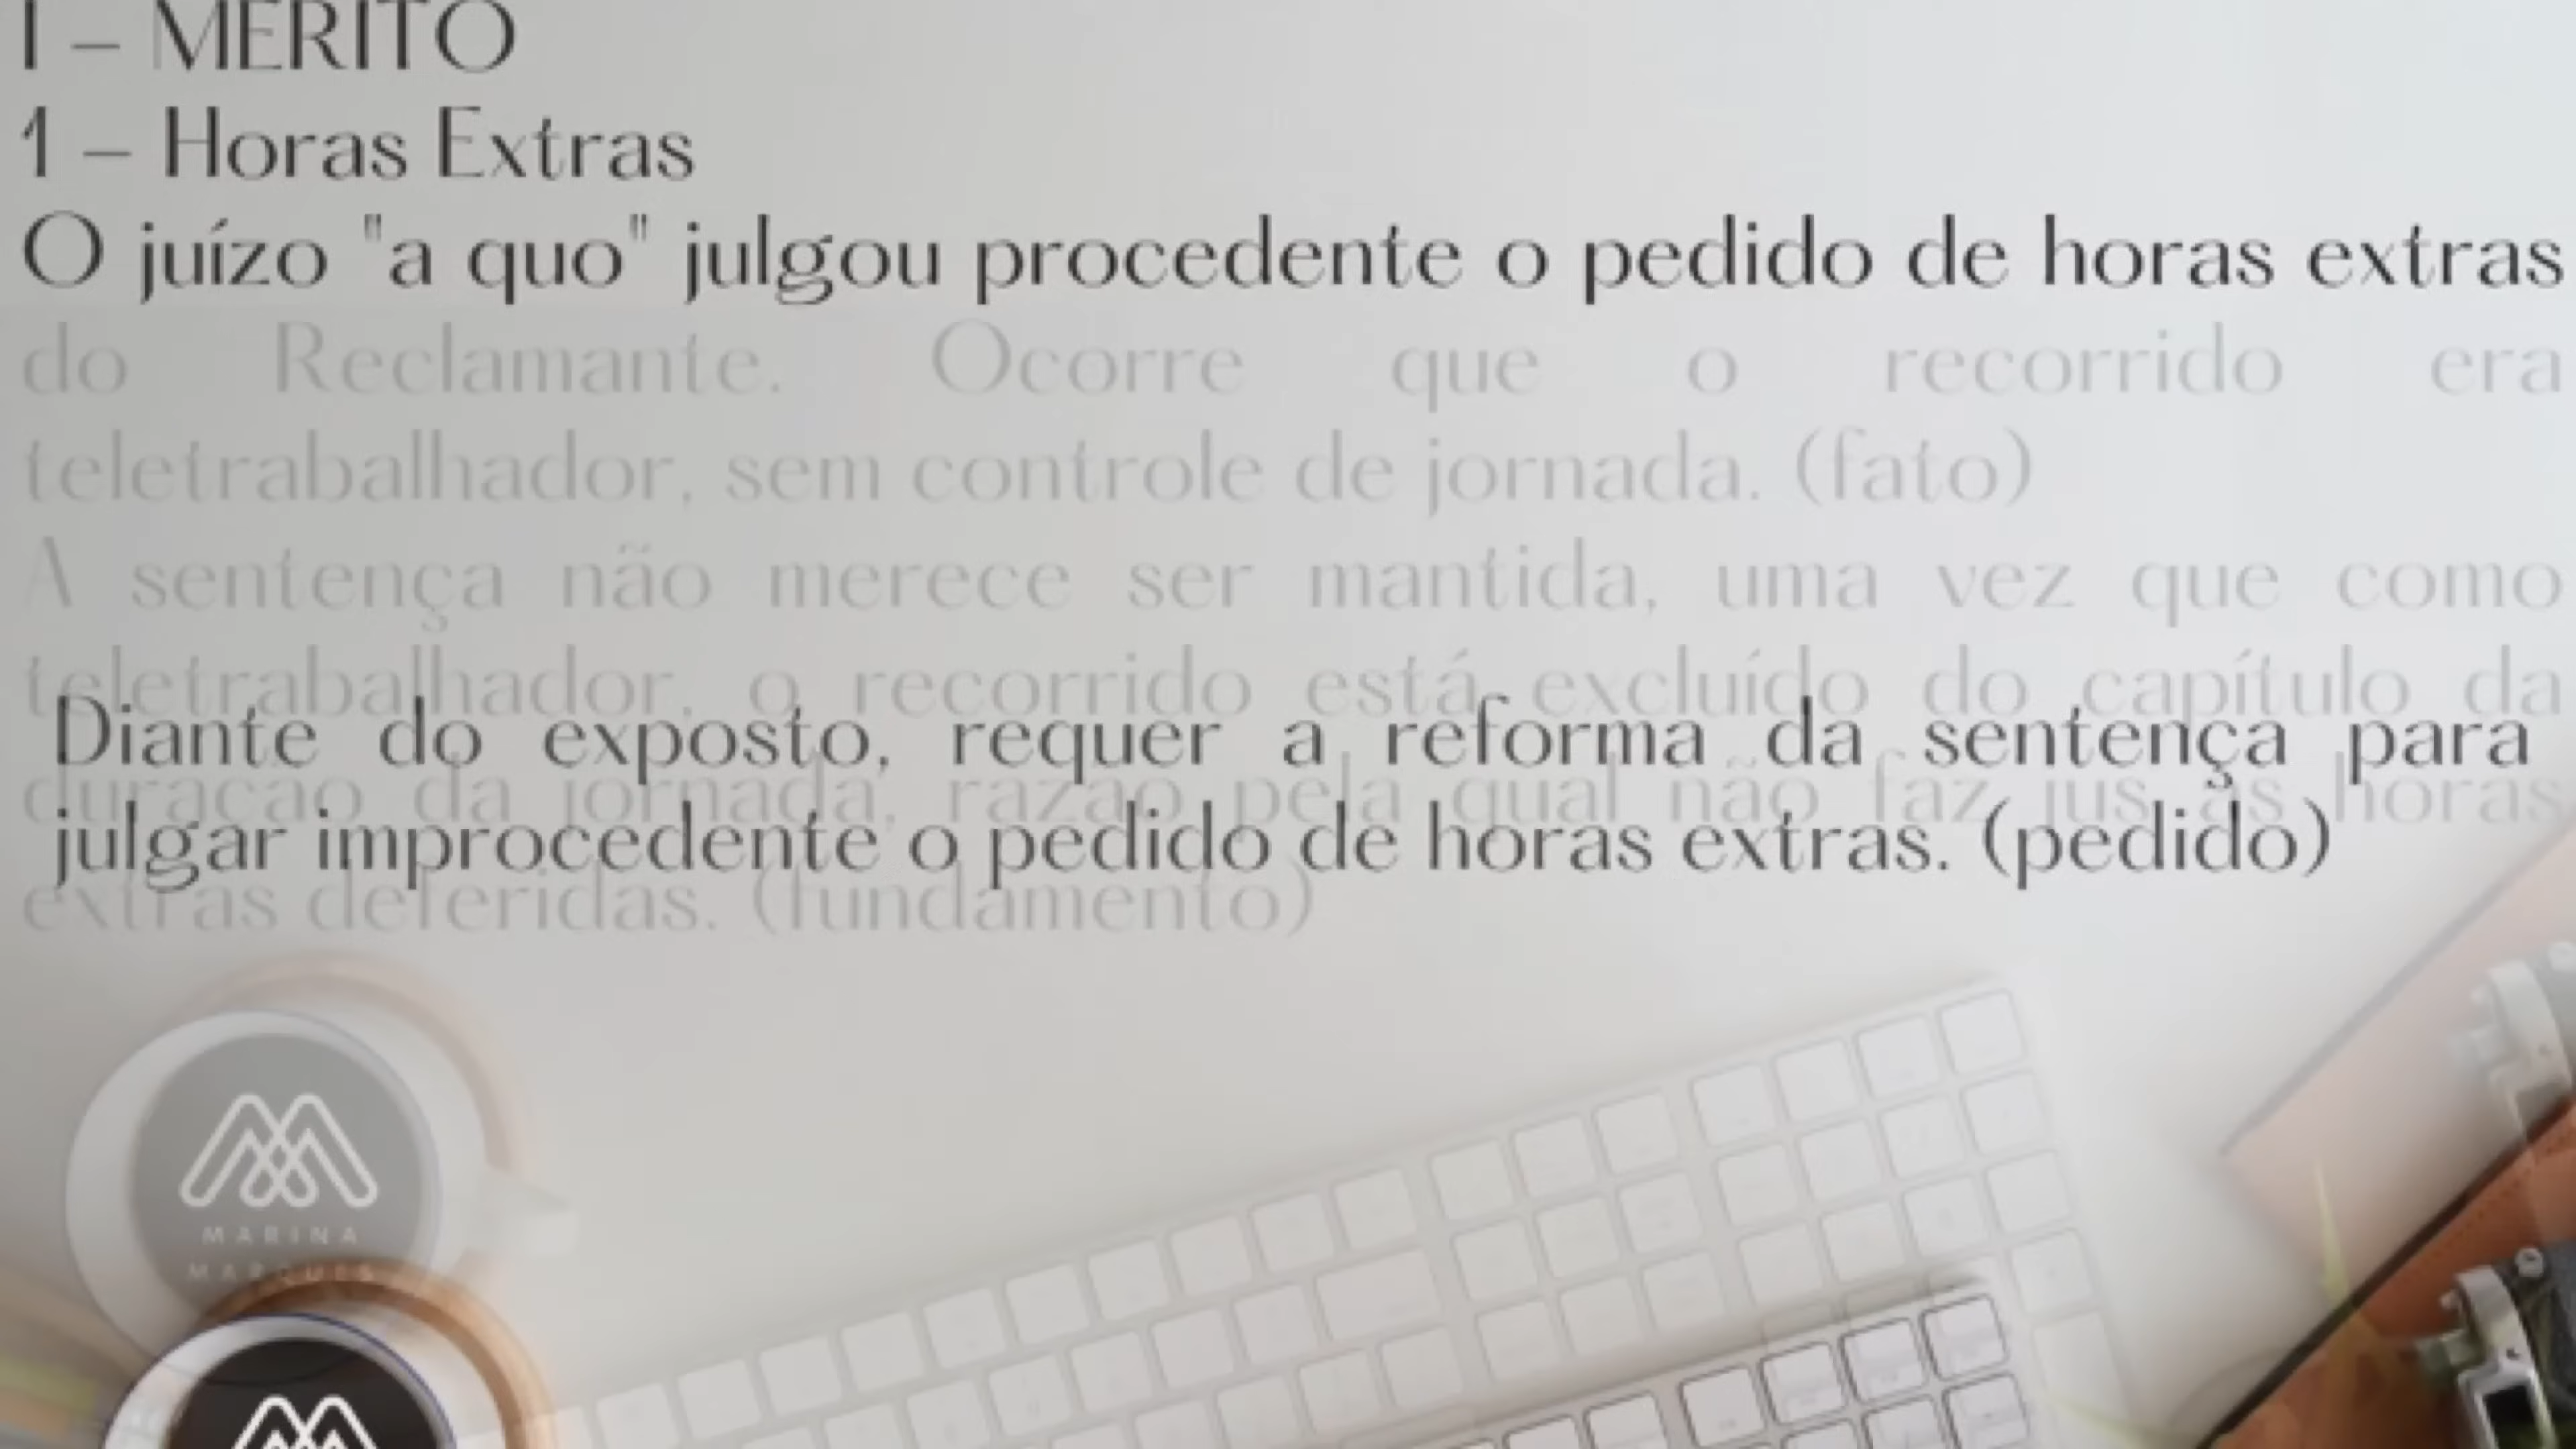 I – MÉRITO
1 – Horas Extras
O juízo "a quo" julgou procedente o pedido de horas extras
do Reclamante. Ocorre que o recorrido era
teletrabalhador, sem controle de jornada. (fato)
A sentença não merece ser mantida, uma vez que como
teletrabalhador, o recorrido está excluído do capítulo da
Diante do exposto, requer a reforma da sentença para
duração da jornada, razão pela qual não faz jus às horas
julgar improcedente o pedido de horas extras. (pedido)
extras deferidas. (fundamento)
MARINA
MARQUES